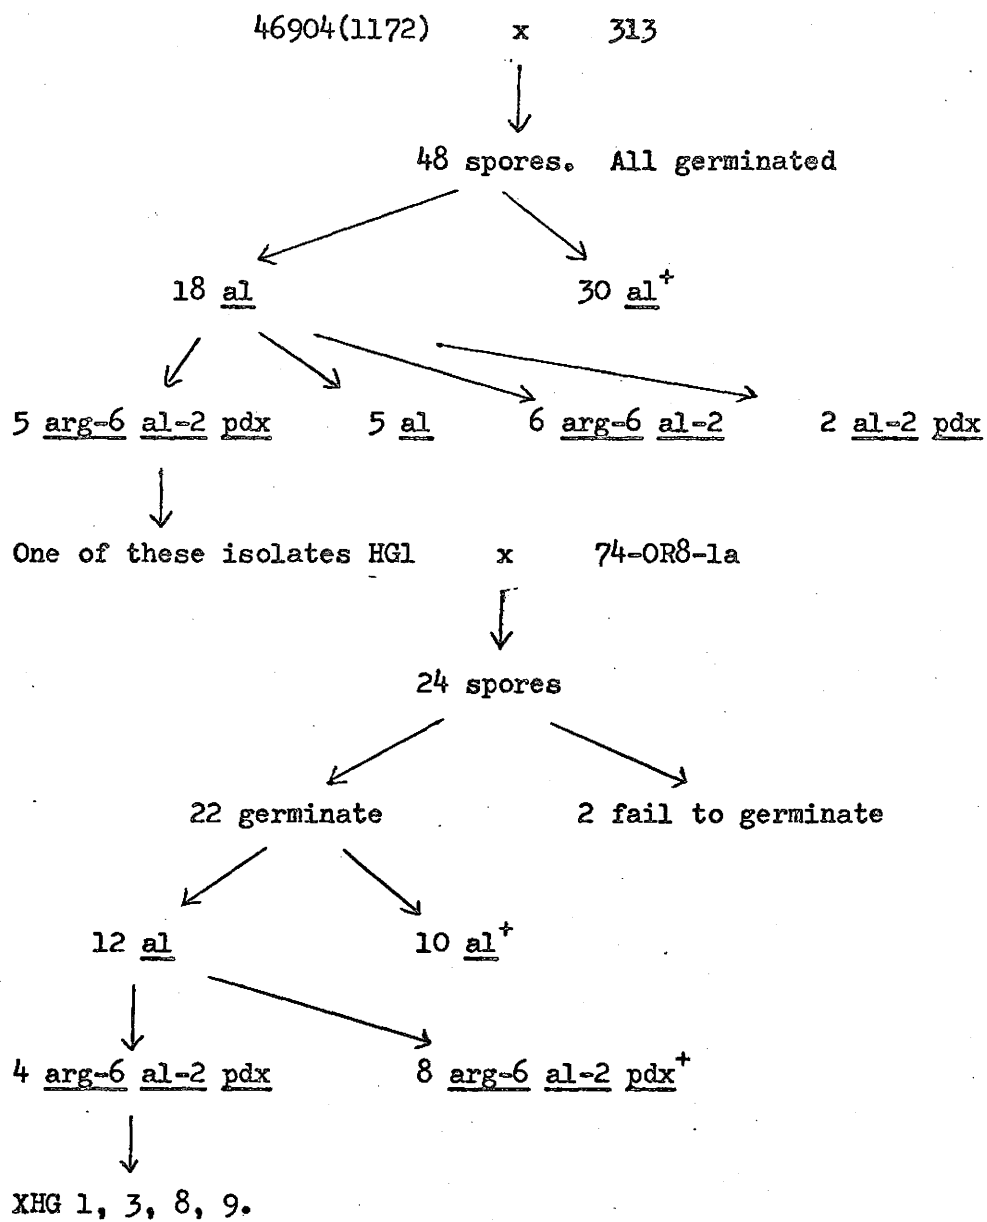 46904(1172) x 313
48 spores. All germinated
18 al 30 al+
5 arg-6 al-2 pdx 5 al 6 arg-6 al-2 2 al-2 pdx
One of these isolates HG1 x 74-OR8-1a
24 spores
22 germinate 2 fail to germinate
12 al 10 al+
4 arg-6 al-2 pdx 8 arg-6 al-2 pdx+
XHG 1, 3, 8, 9.